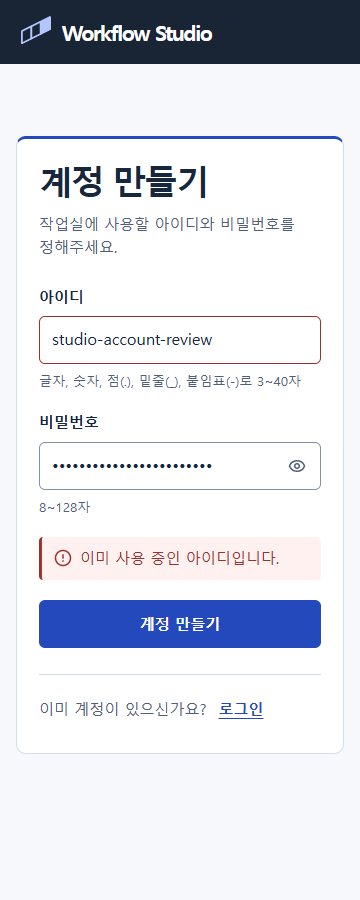 Workflow Studio
계정 만들기
작업실에 사용할 아이디와 비밀번호를
정해주세요.
아이디
studio-account-review
글자, 숫자, 점(.), 밑줄(_), 붙임표(-)로 3~40자
비밀번호
••••••••••••••••••••••••
8~128자
이미 사용 중인 아이디입니다.
계정 만들기
이미 계정이 있으신가요? 로그인